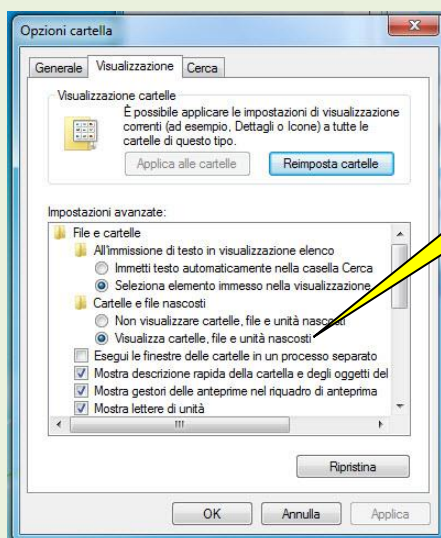 Opzioni cartella
Generale Visualizzazione Cerca
Visualizzazione cartelle
È possibile applicare le impostazioni di visualizzazione
correnti (ad esempio, Dettagli o Icone) a tutte le
cartelle di questo tipo.
Applica alle cartelle Reimposta cartelle
Impostazioni avanzate:
File e cartelle
All'immissione di testo in visualizzazione elenco
Immetti testo automaticamente nella casella Cerca
Seleziona elemento immesso nella visualizzazione
Cartelle e file nascosti
Non visualizzare cartelle, file e unità nascosti
Visualizza cartelle, file e unità nascosti
Esegui le finestre delle cartelle in un processo separato
Mostra descrizione rapida della cartella e degli oggetti del
Mostra gestori delle anteprime nel riquadro di anteprima
Mostra lettere di unità
Ripristina
OK Annulla Applica